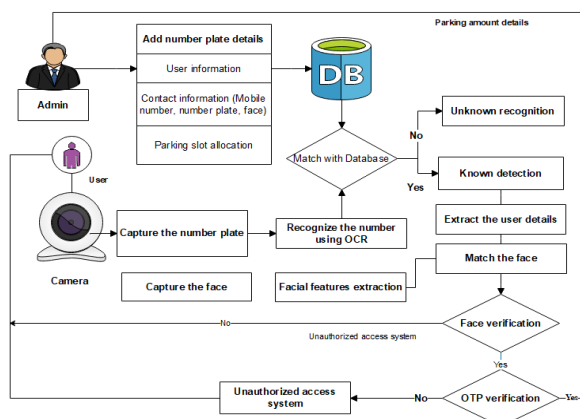 Parking amount details
Add number plate details
User information
Contact information (Mobile
number, number plate, face)
Parking slot allocation
Admin
DB
Unknown recognition
No
Match with Database
Yes
Known detection
User
Extract the user details
Capture the number plate
Recognize the number
using OCR
Match the face
Camera
Capture the face
Facial features extraction
No
Face verification
Unauthorized access system
Yes
Unauthorized access
system
No
OTP verification
Yes